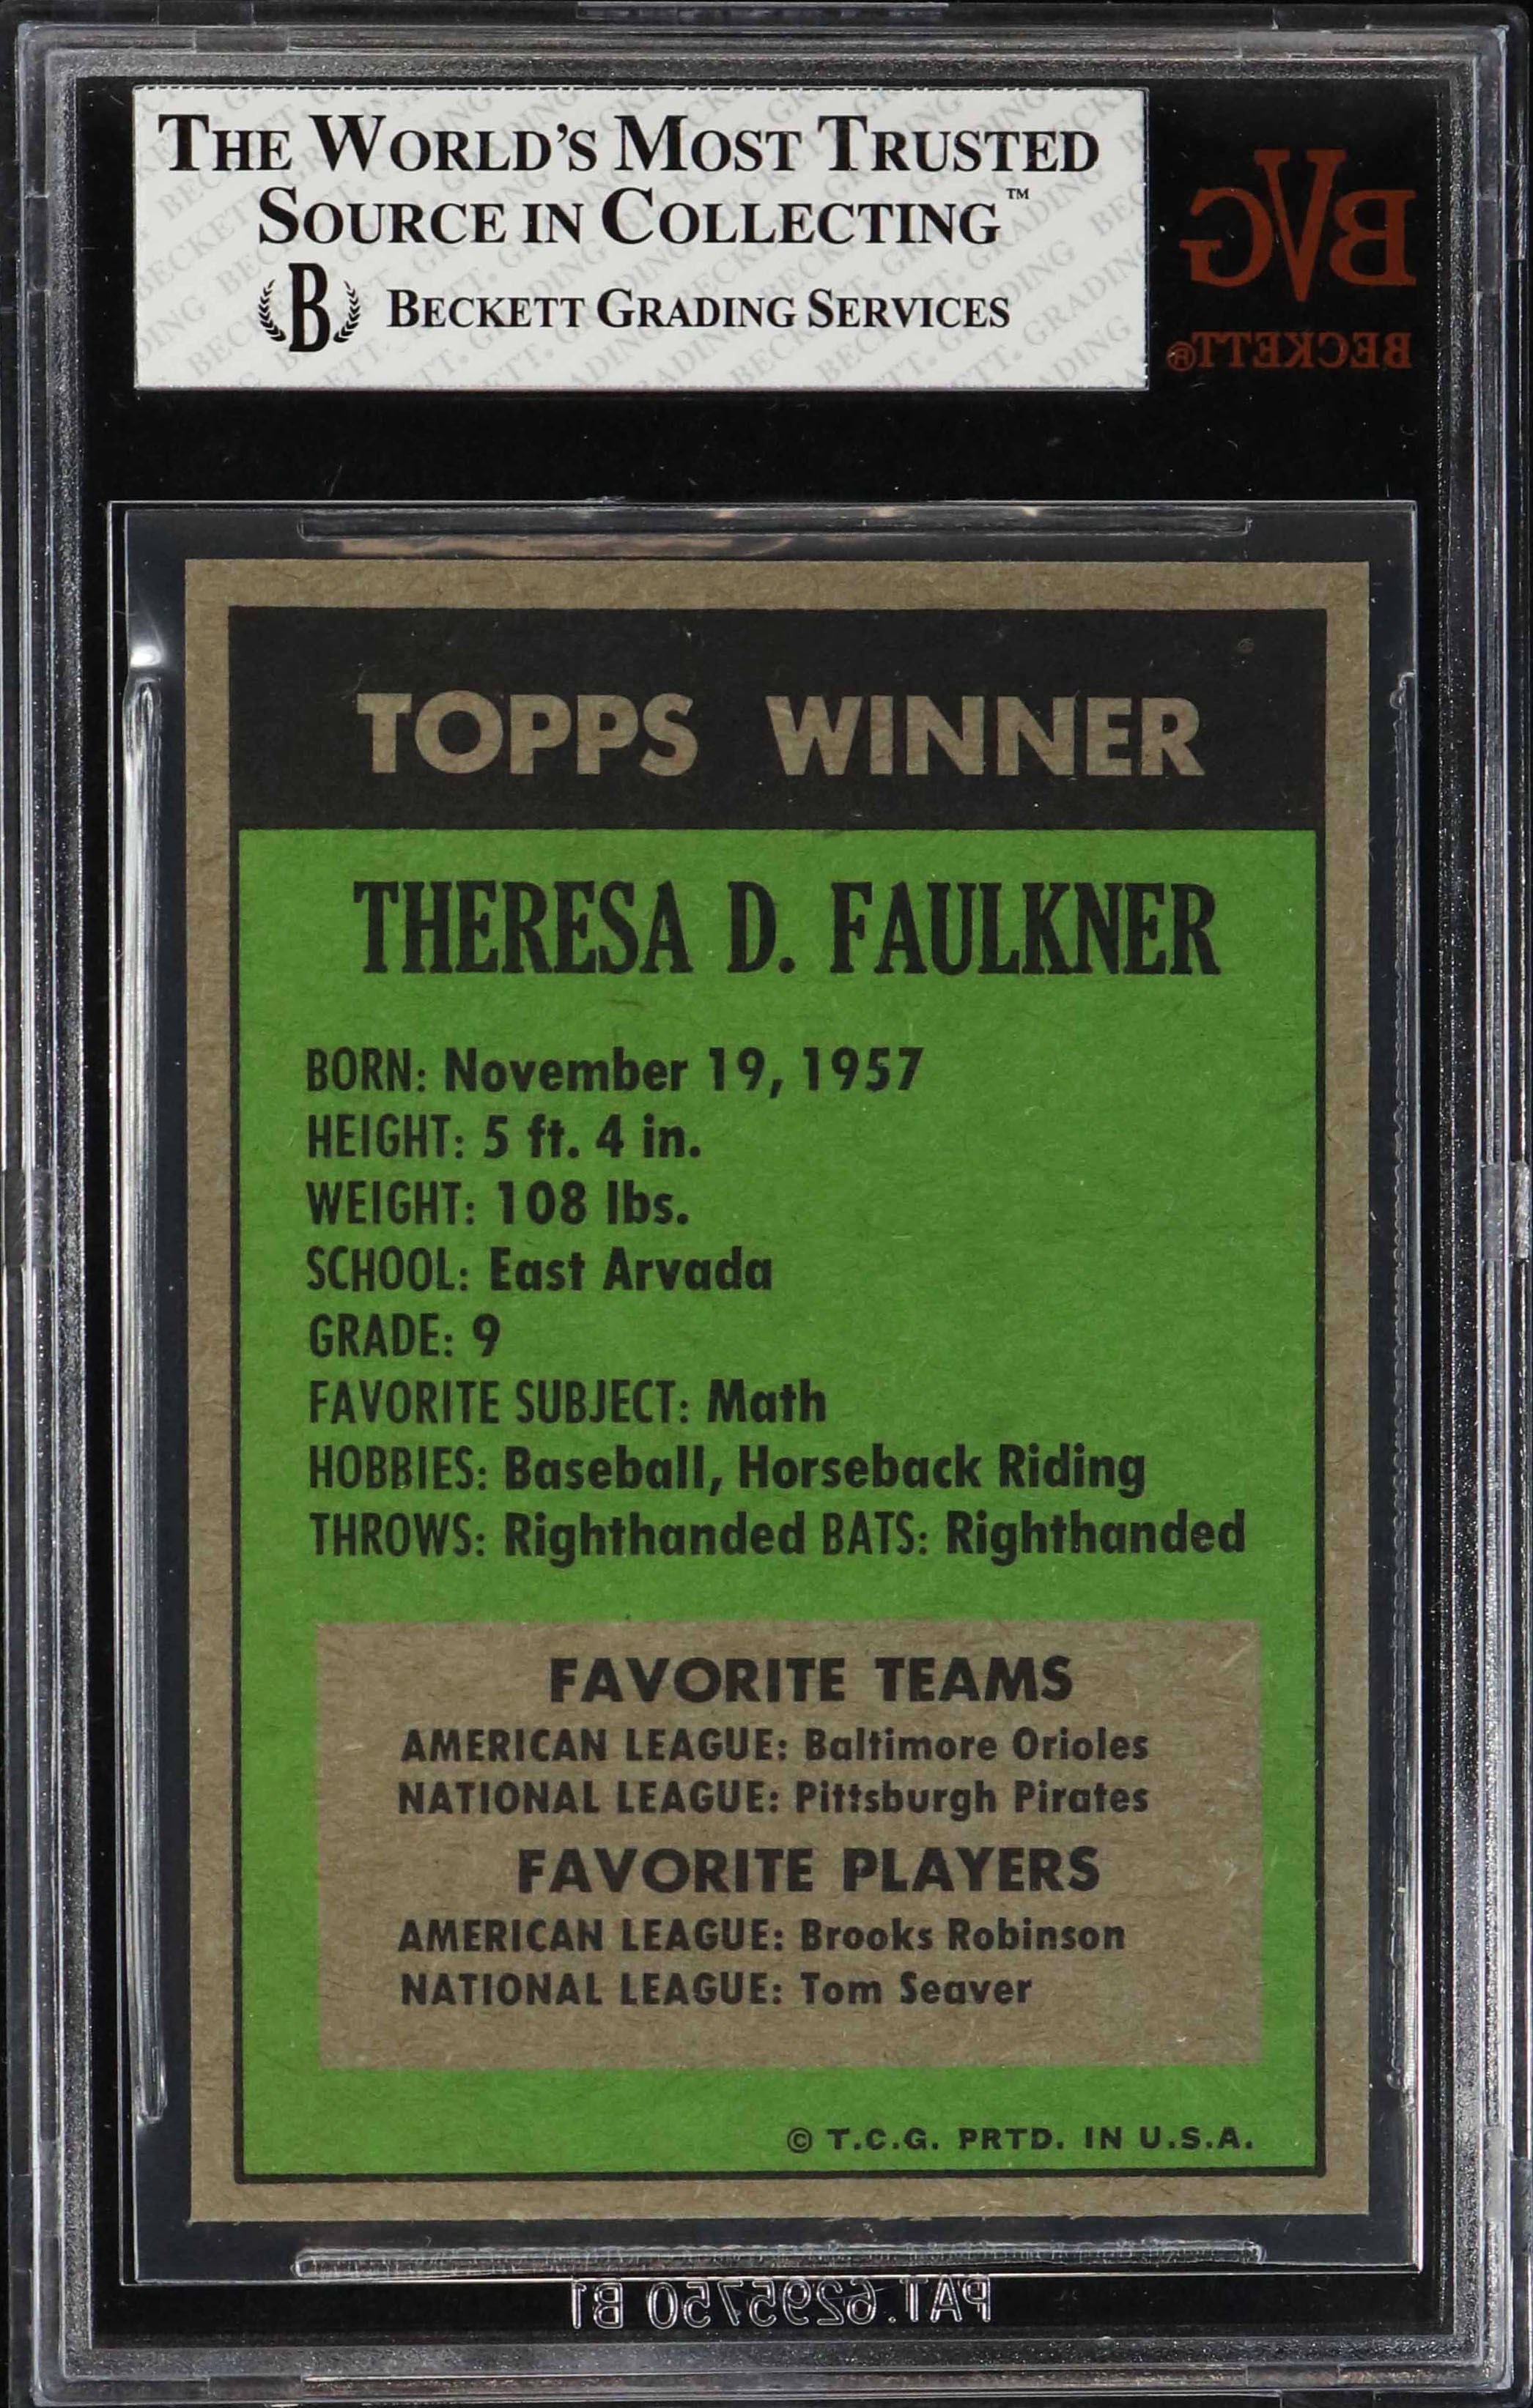 THE WORLD'S MOST TRUSTED
SOURCE IN COLLECTING™
B BECKETT GRADING SERVICES
BVG
BECKETT®
TOPPS WINNER
THERESA D. FAULKNER
BORN: November 19, 1957
HEIGHT: 5 ft. 4 in.
WEIGHT: 108 lbs.
SCHOOL: East Arvada
GRADE: 9
FAVORITE SUBJECT: Math
HOBBIES: Baseball, Horseback Riding
THROWS: Righthanded BATS: Righthanded
FAVORITE TEAMS
AMERICAN LEAGUE: Baltimore Orioles
NATIONAL LEAGUE: Pittsburgh Pirates
FAVORITE PLAYERS
AMERICAN LEAGUE: Brooks Robinson
NATIONAL LEAGUE: Tom Seaver
© T.C.G. PRTD. IN U.S.A.
PAT.6295750 B1